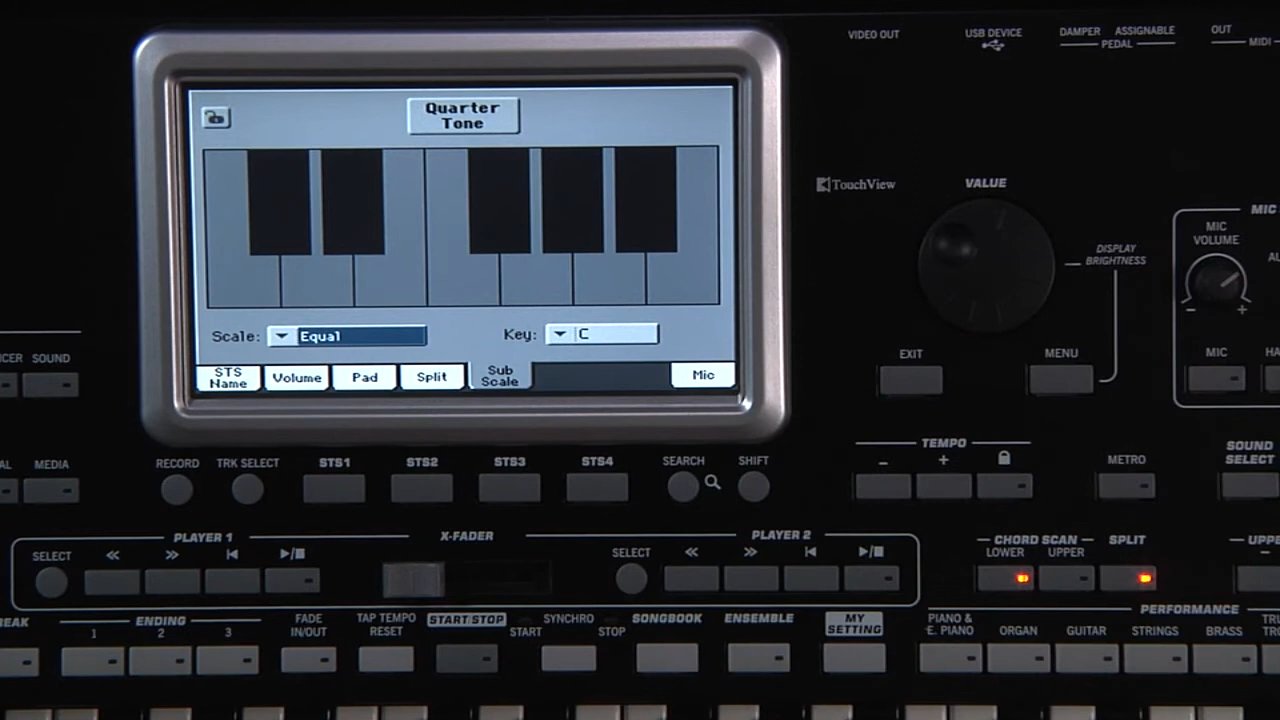 VIDEO OUT
USB DEVICE
DAMPER ASSIGNABLE
PEDAL
OUT
MIDI
Quarter
Tone
TouchView
VALUE
DISPLAY
BRIGHTNESS
MIC
MIC
VOLUME
- +
Scale: Equal
Key: C
STS
Name
Volume
Pad
Split
Sub
Scale
Mic
SOUND
EXIT
MENU
MIC
MEDIA
RECORD
TRK SELECT
STS1
STS2
STS3
STS4
SEARCH
SHIFT
TEMPO
- +
METRO
SOUND
SELECT
PLAYER 1
X-FADER
PLAYER 2
SELECT
SELECT
CHORD SCAN
LOWER UPPER
SPLIT
ENDING
1 2 3
FADE
IN/OUT
TAP TEMPO
RESET
START STOP
SYNCHRO
START STOP
SONGBOOK
ENSEMBLE
MY
SETTING
PERFORMANCE
PIANO &
E. PIANO
ORGAN
GUITAR
STRINGS
BRASS